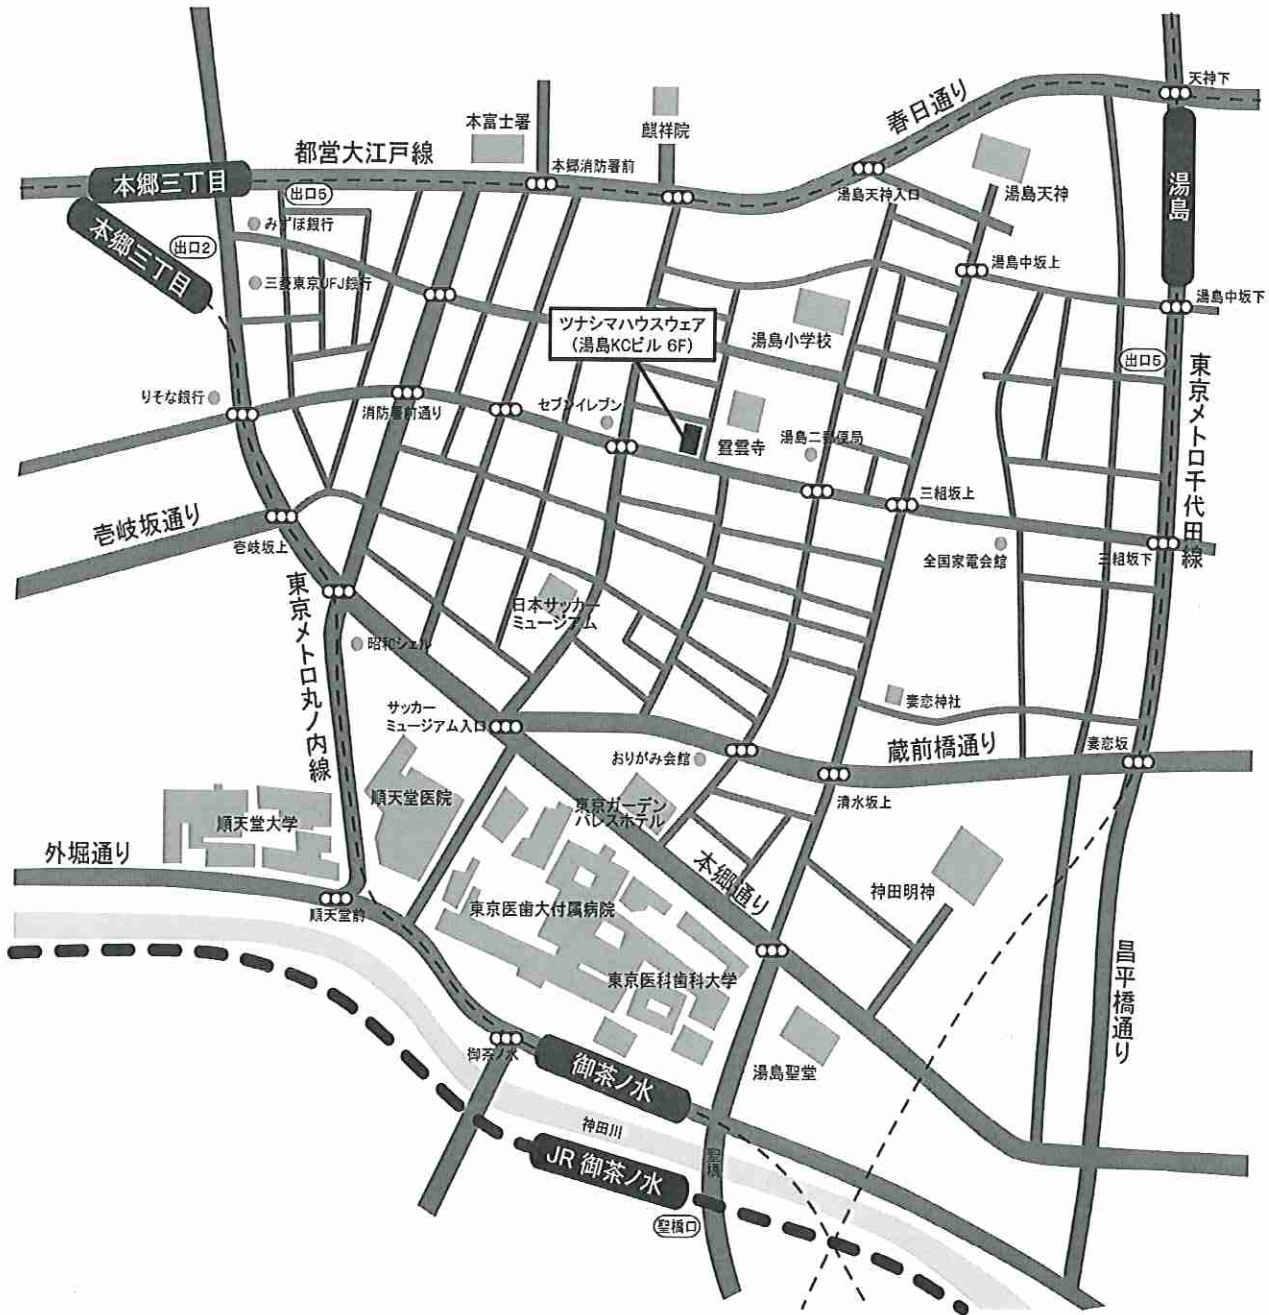 天神下
春日通り
本富士署
麒祥院
都営大江戸線
本郷消防署前
本郷三丁目
出口5
湯島天神入口
湯島天神
湯島
みずほ銀行
出口2
本郷三丁目
三菱東京UFJ銀行
湯島中坂上
湯島中坂下
ツナシマハウスウェア
(湯島KCビル 6F)
湯島小学校
出口5
東京メトロ千代田線
りそな銀行
消防署前通り
セブンイレブン
霊雲寺
湯島二郵便局
三組坂上
壱岐坂通り
壱岐坂上
全国家電会館
三組坂下
東京メトロ丸ノ内線
日本サッカー
ミュージアム
昭和シェル
妻恋神社
サッカー
ミュージアム入口
蔵前橋通り
妻恋坂
おりがみ会館
順天堂医院
東京ガーデン
パレスホテル
清水坂上
順天堂大学
外堀通り
本郷通り
神田明神
順天堂前
東京医歯大付属病院
東京医科歯科大学
昌平橋通り
御茶ノ水
御茶ノ水
湯島聖堂
神田川
聖橋
JR 御茶ノ水
聖橋口